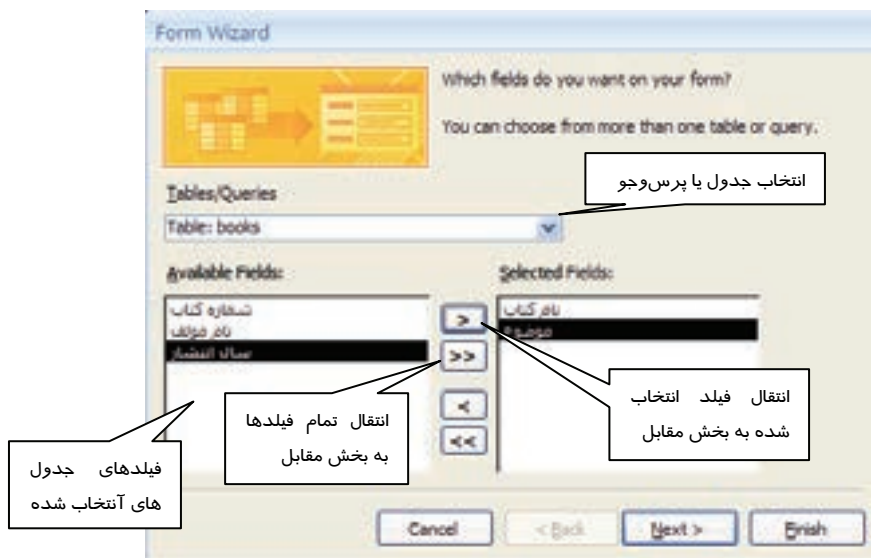 Form Wizard
Which fields do you want on your form?
You can choose from more than one table or query.
انتخاب جدول یا پرس‌وجو
Tables/Queries
Table: books
Available Fields:
Selected Fields:
شماره کتاب
نام مولف
سال انتشار
نام کتاب
موضوع
>
>>
<
<<
انتقال فیلد انتخاب
شده به بخش مقابل
انتقال تمام فیلدها
به بخش مقابل
فیلدهای جدول
های آنتخاب شده
Cancel
< Back
Next >
Finish